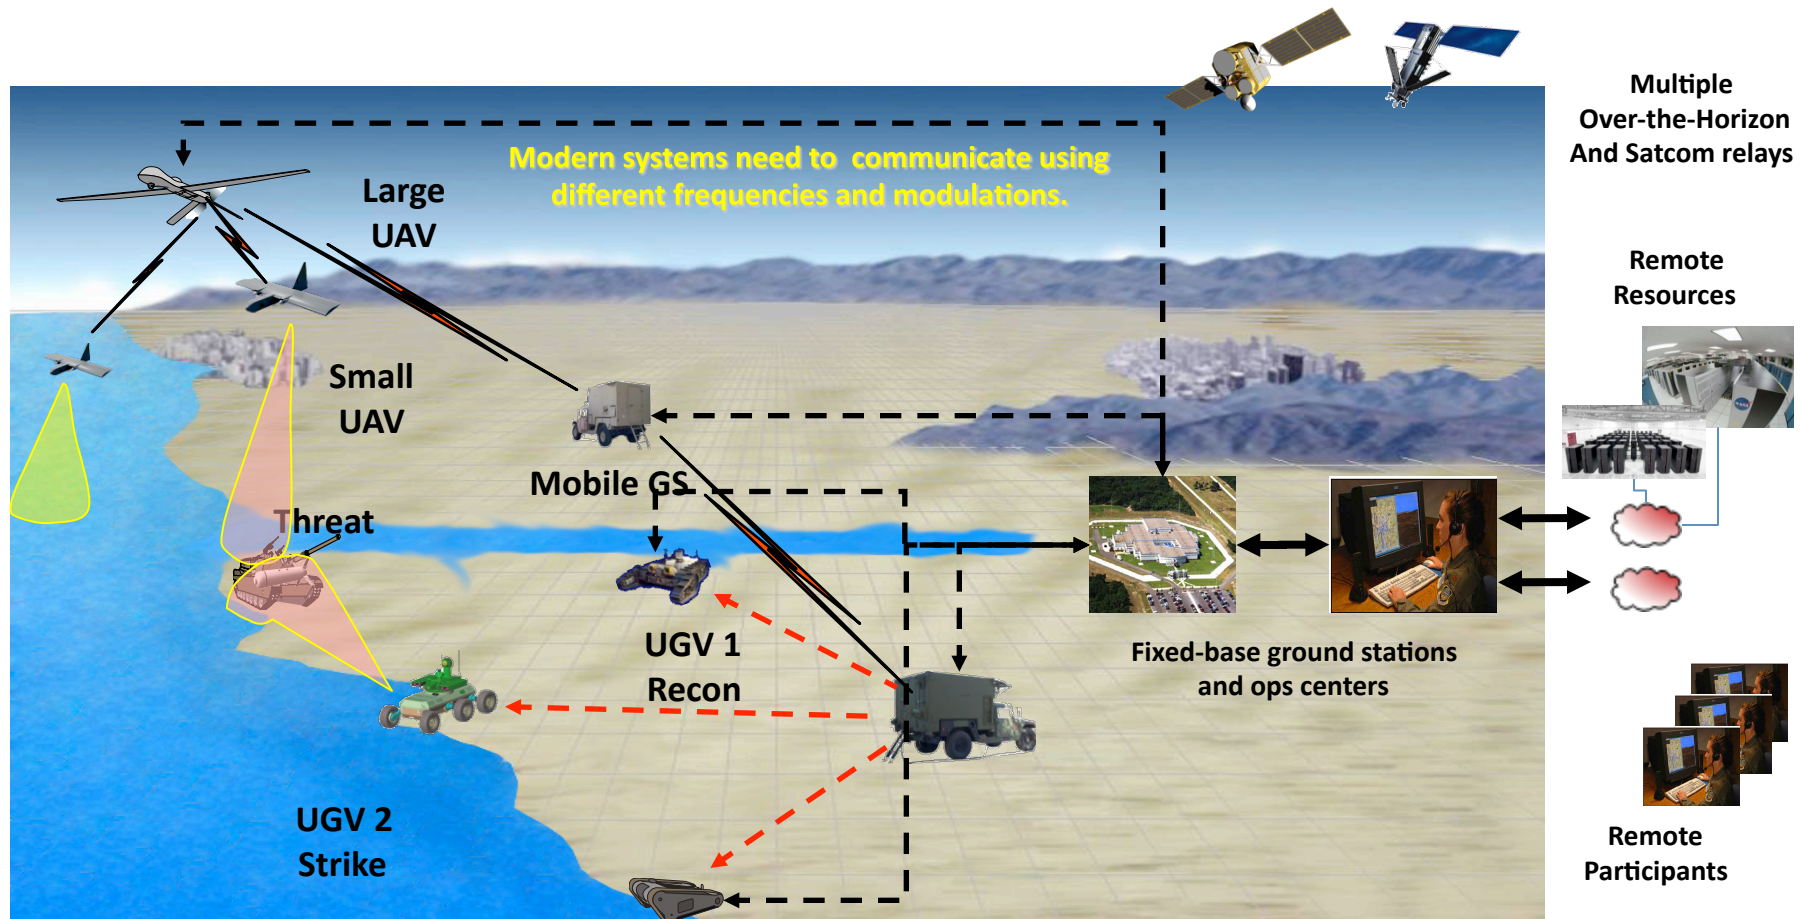 Multiple
Over-the-Horizon
And Satcom relays
Modern systems need to communicate using
different frequencies and modulations.
Large
UAV
Remote
Resources
Small
UAV
Mobile GS
Threat
NASA
UGV 1
Recon
Fixed-base ground stations
and ops centers
UGV 2
Strike
Remote
Participants